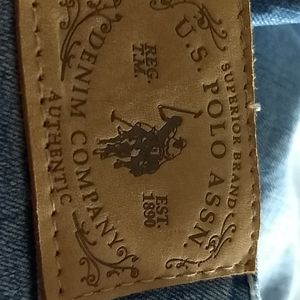 SUPERIOR BRAND
U.S. POLO ASSN
REG.
T.M.
EST.
1890
DENIM COMPANY
AUTHENTIC